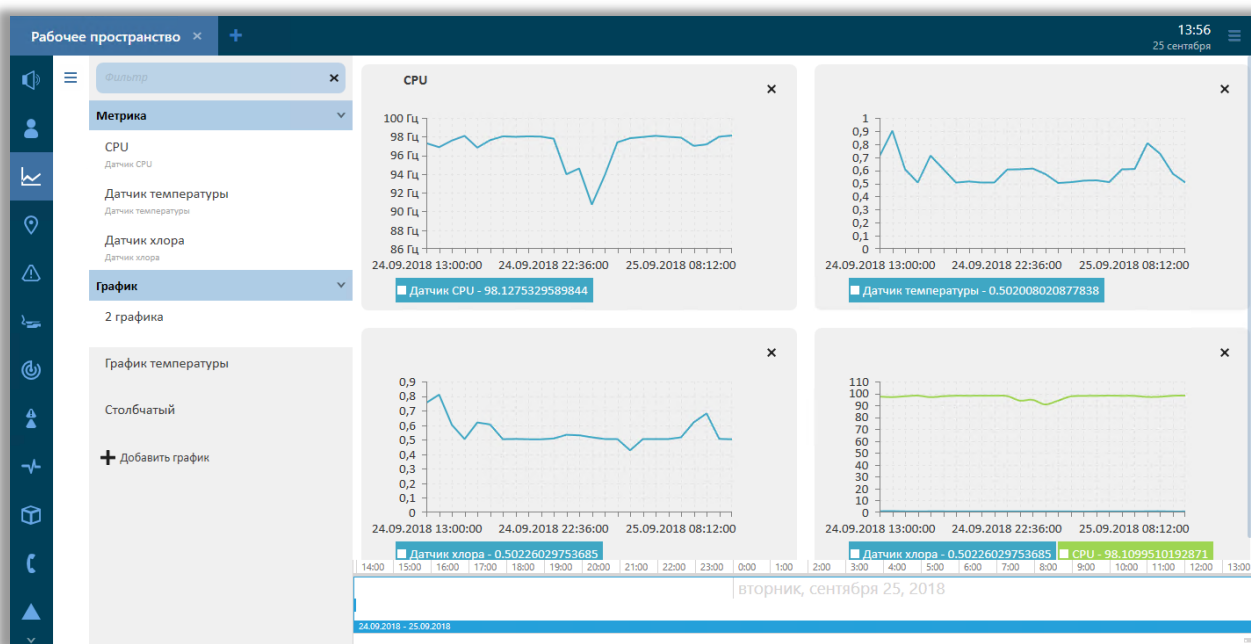 Рабочее пространство
13:56
25 сентября
Фильтр
Метрика
CPU
Датчик CPU
Датчик температуры
Датчик температуры
Датчик хлора
Датчик хлора
График
2 графика
График температуры
Столбчатый
Добавить график
CPU
100 Гц
98 Гц
96 Гц
94 Гц
92 Гц
90 Гц
88 Гц
86 Гц
24.09.2018 13:00:00 24.09.2018 22:36:00 25.09.2018 08:12:00
Датчик CPU - 98.1275329589844
1
0,9
0,8
0,7
0,6
0,5
0,4
0,3
0,2
0,1
0
24.09.2018 13:00:00 24.09.2018 22:36:00 25.09.2018 08:12:00
Датчик температуры - 0.502008020877838
0,9
0,8
0,7
0,6
0,5
0,4
0,3
0,2
0,1
0
24.09.2018 13:00:00 24.09.2018 22:36:00 25.09.2018 08:12:00
Датчик хлора - 0.50226029753685
110
100
90
80
70
60
50
40
30
20
10
0
24.09.2018 13:00:00 24.09.2018 22:36:00 25.09.2018 08:12:00
Датчик хлора - 0.50226029753685 CPU - 98.1099510192871
14:00 15:00 16:00 17:00 18:00 19:00 20:00 21:00 22:00 23:00 0:00 1:00 2:00 3:00 4:00 5:00 6:00 7:00 8:00 9:00 10:00 11:00 12:00 13:00
вторник, сентября 25, 2018
24.09.2018 - 25.09.2018